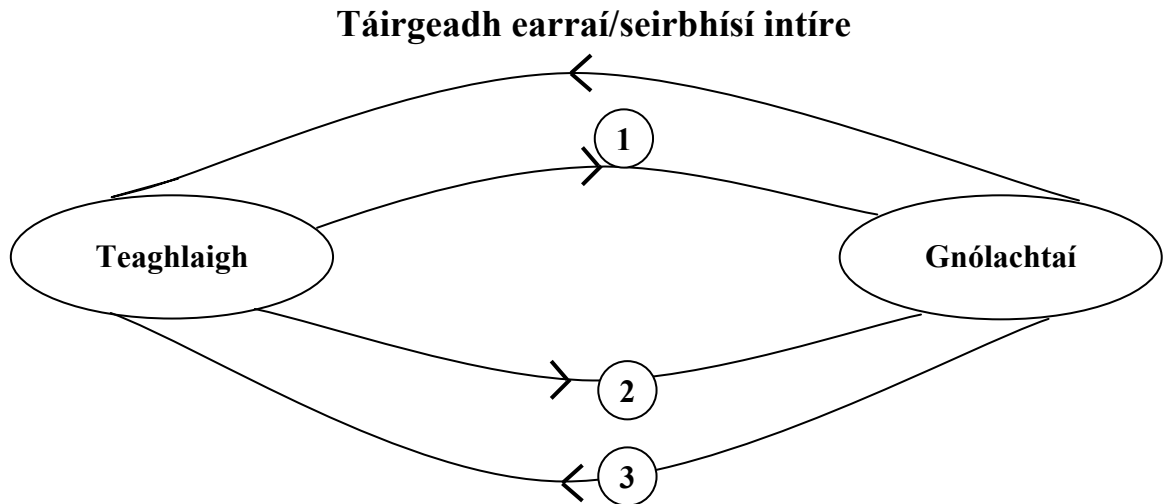 Táirgeadh earraí/seirbhísí intíre
1
Teaghlaigh
Gnólachtaí
2
3